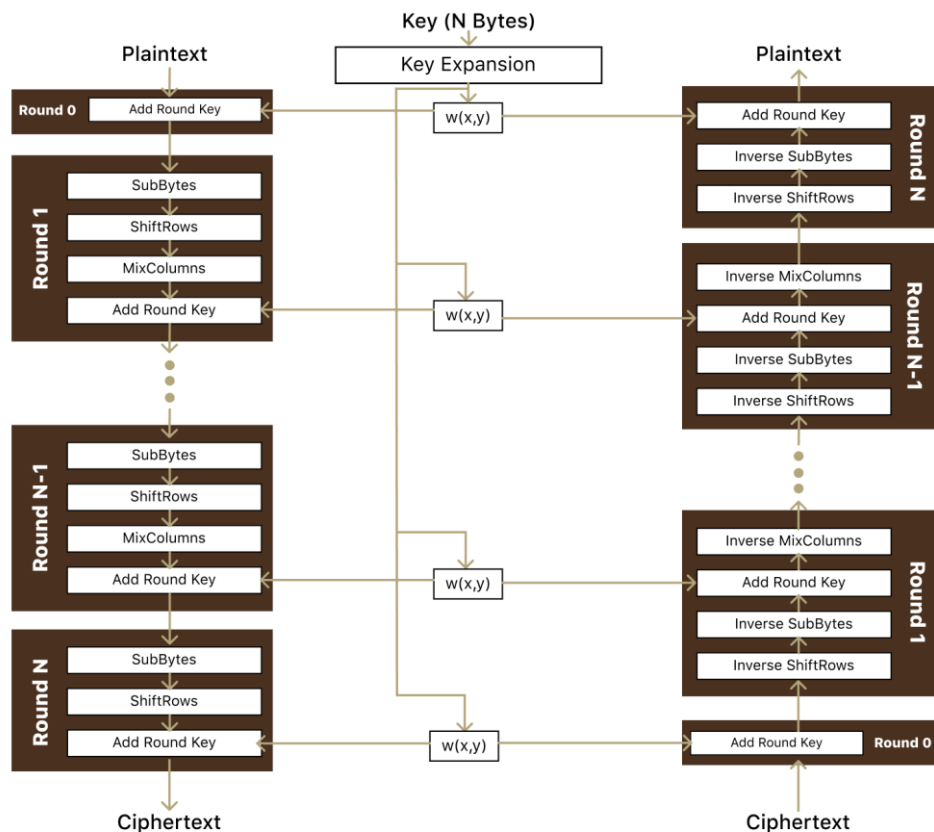 Key (N Bytes)
Key Expansion
Plaintext
Round 0
Add Round Key
Round 1
SubBytes
ShiftRows
MixColumns
Add Round Key
Round N-1
SubBytes
ShiftRows
MixColumns
Add Round Key
Round N
SubBytes
ShiftRows
Add Round Key
Ciphertext
w(x,y)
w(x,y)
w(x,y)
w(x,y)
Plaintext
Add Round Key
Inverse SubBytes
Inverse ShiftRows
Round N
Inverse MixColumns
Add Round Key
Inverse SubBytes
Inverse ShiftRows
Round N-1
Inverse MixColumns
Add Round Key
Inverse SubBytes
Inverse ShiftRows
Round 1
Add Round Key
Round 0
Ciphertext